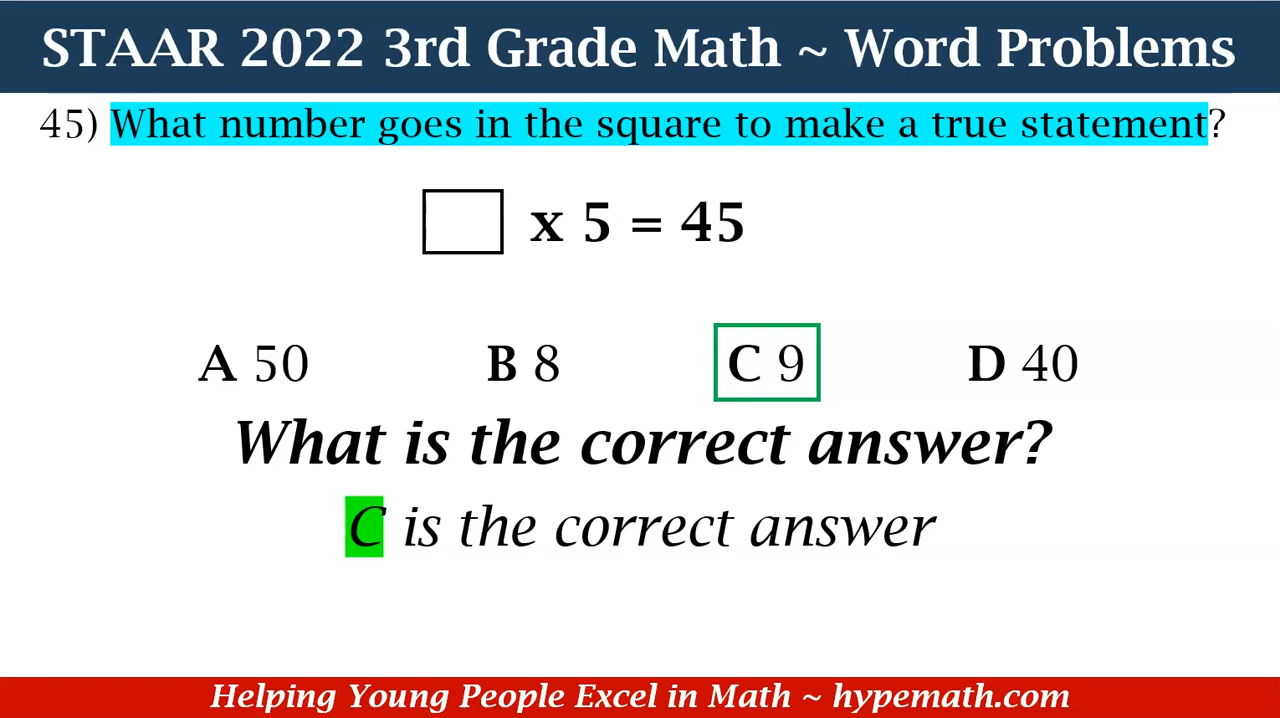 STAAR 2022 3rd Grade Math ~ Word Problems
45) What number goes in the square to make a true statement?
x 5 = 45
A 50 B 8 C 9 D 40
What is the correct answer?
C is the correct answer
Helping Young People Excel in Math ~ hypemath.com